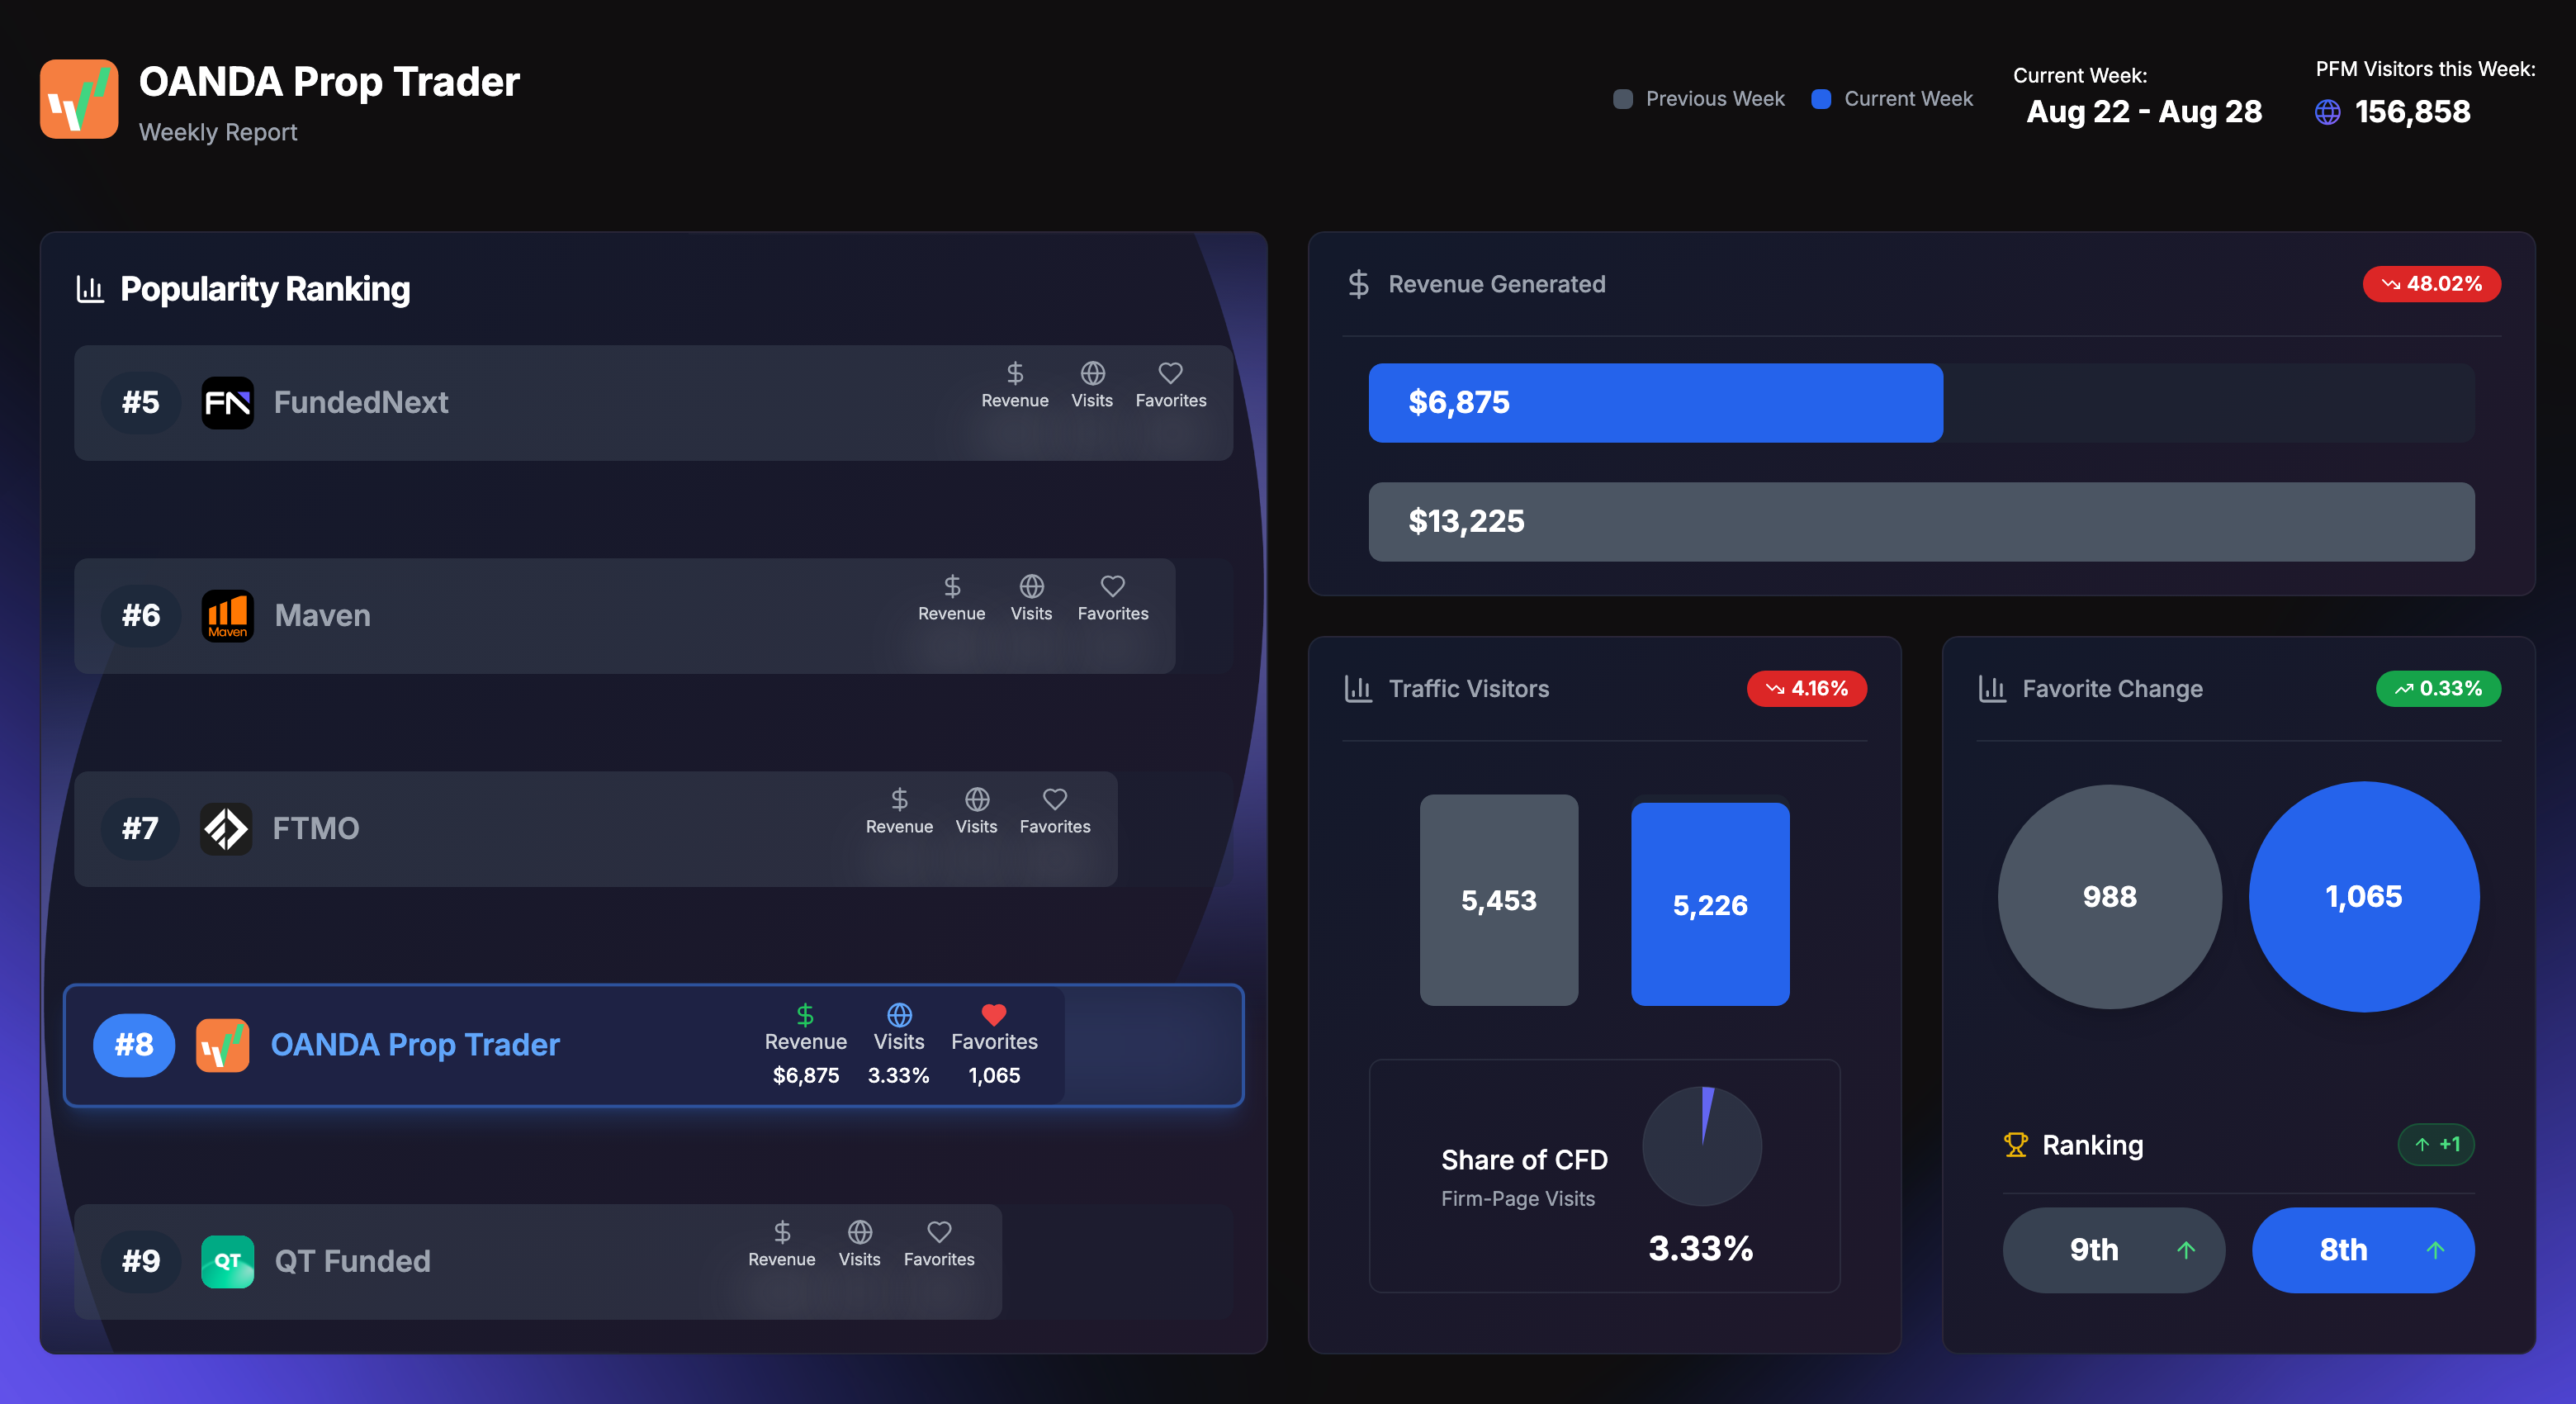 OANDA Prop Trader
Weekly Report
Previous Week
Current Week
Current Week:
Aug 22 - Aug 28
PFM Visitors this Week:
156,858
Popularity Ranking
#5
FN
FundedNext
Revenue
Visits
Favorites
#6
Maven
Maven
Revenue
Visits
Favorites
#7
FTMO
Revenue
Visits
Favorites
#8
OANDA Prop Trader
Revenue
Visits
Favorites
$6,875
3.33%
1,065
#9
QT
QT Funded
Revenue
Visits
Favorites
Revenue Generated
48.02%
$6,875
$13,225
Traffic Visitors
4.16%
5,453
5,226
Share of CFD
Firm-Page Visits
3.33%
Favorite Change
0.33%
988
1,065
Ranking
+1
9th
8th